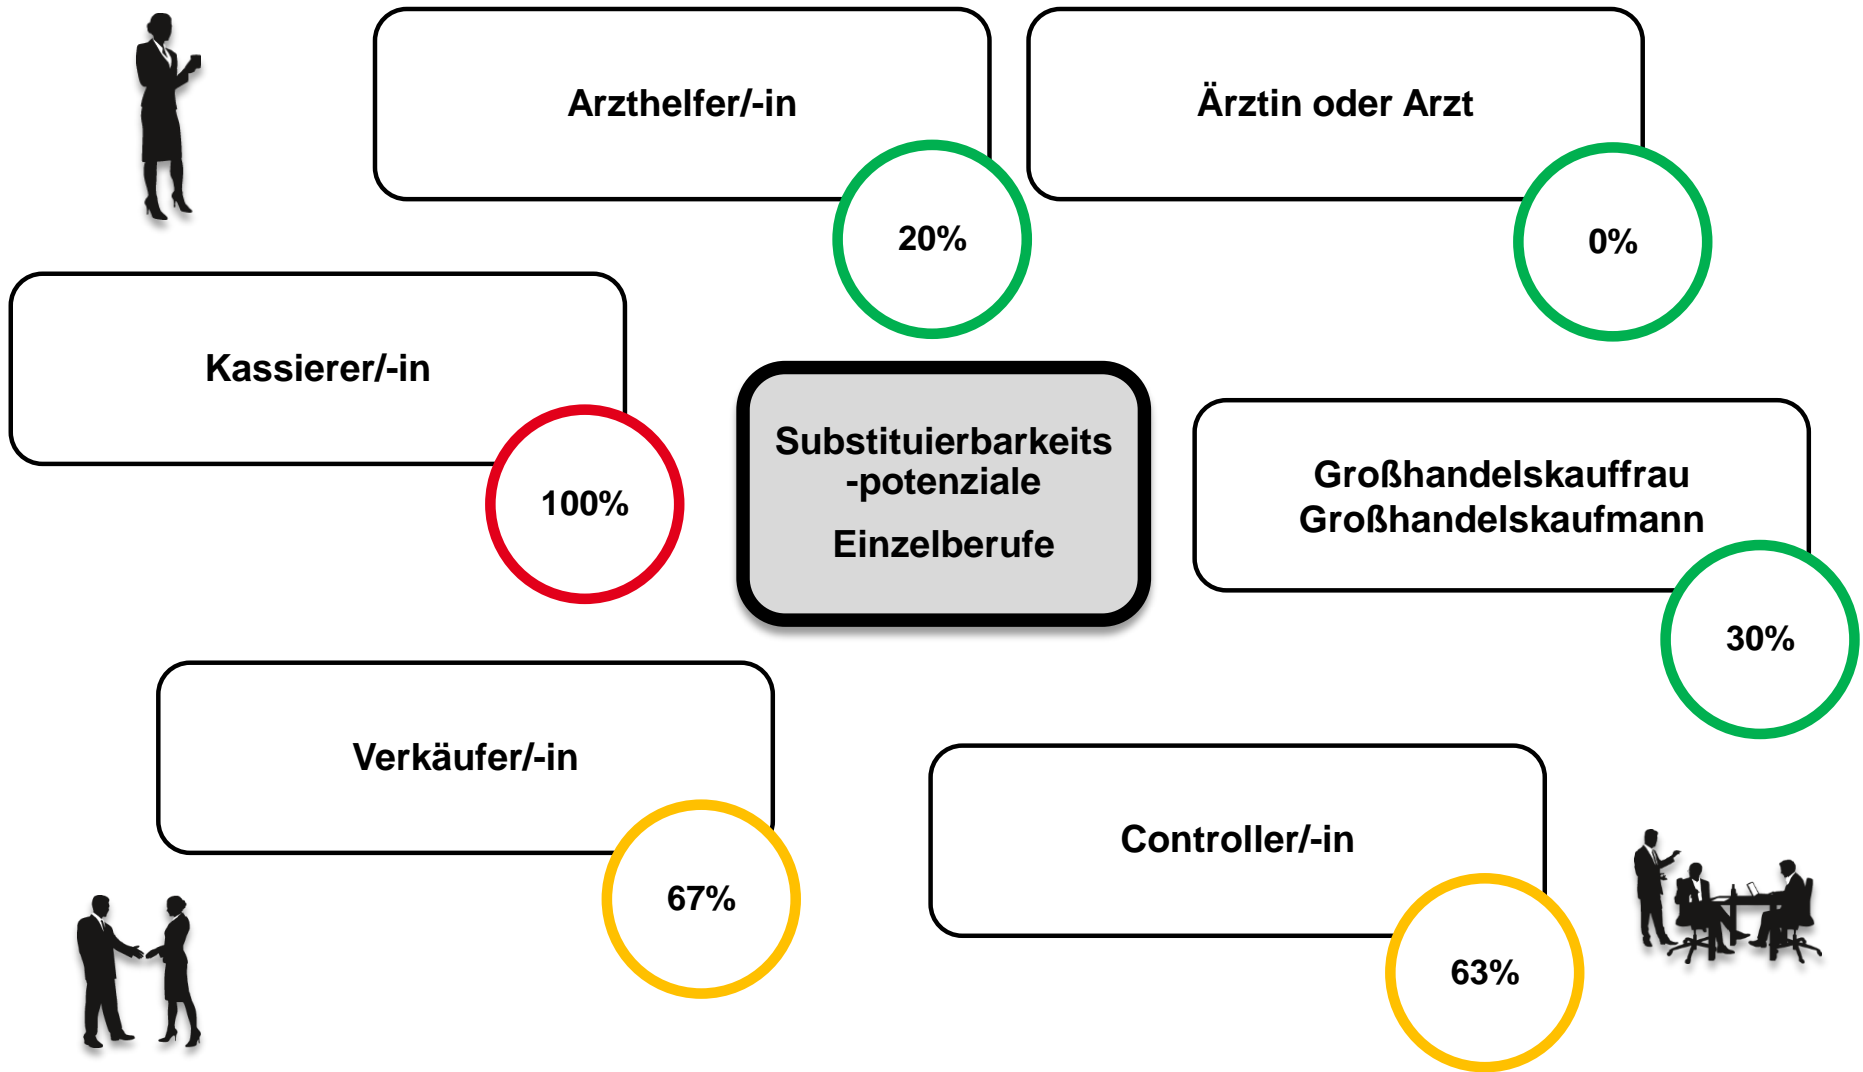 Arzthelfer/-in
20%
Ärztin oder Arzt
0%
Kassierer/-in
100%
Substituierbarkeits
-potenziale
Einzelberufe
Großhandelskauffrau
Großhandelskaufmann
30%
Verkäufer/-in
67%
Controller/-in
63%